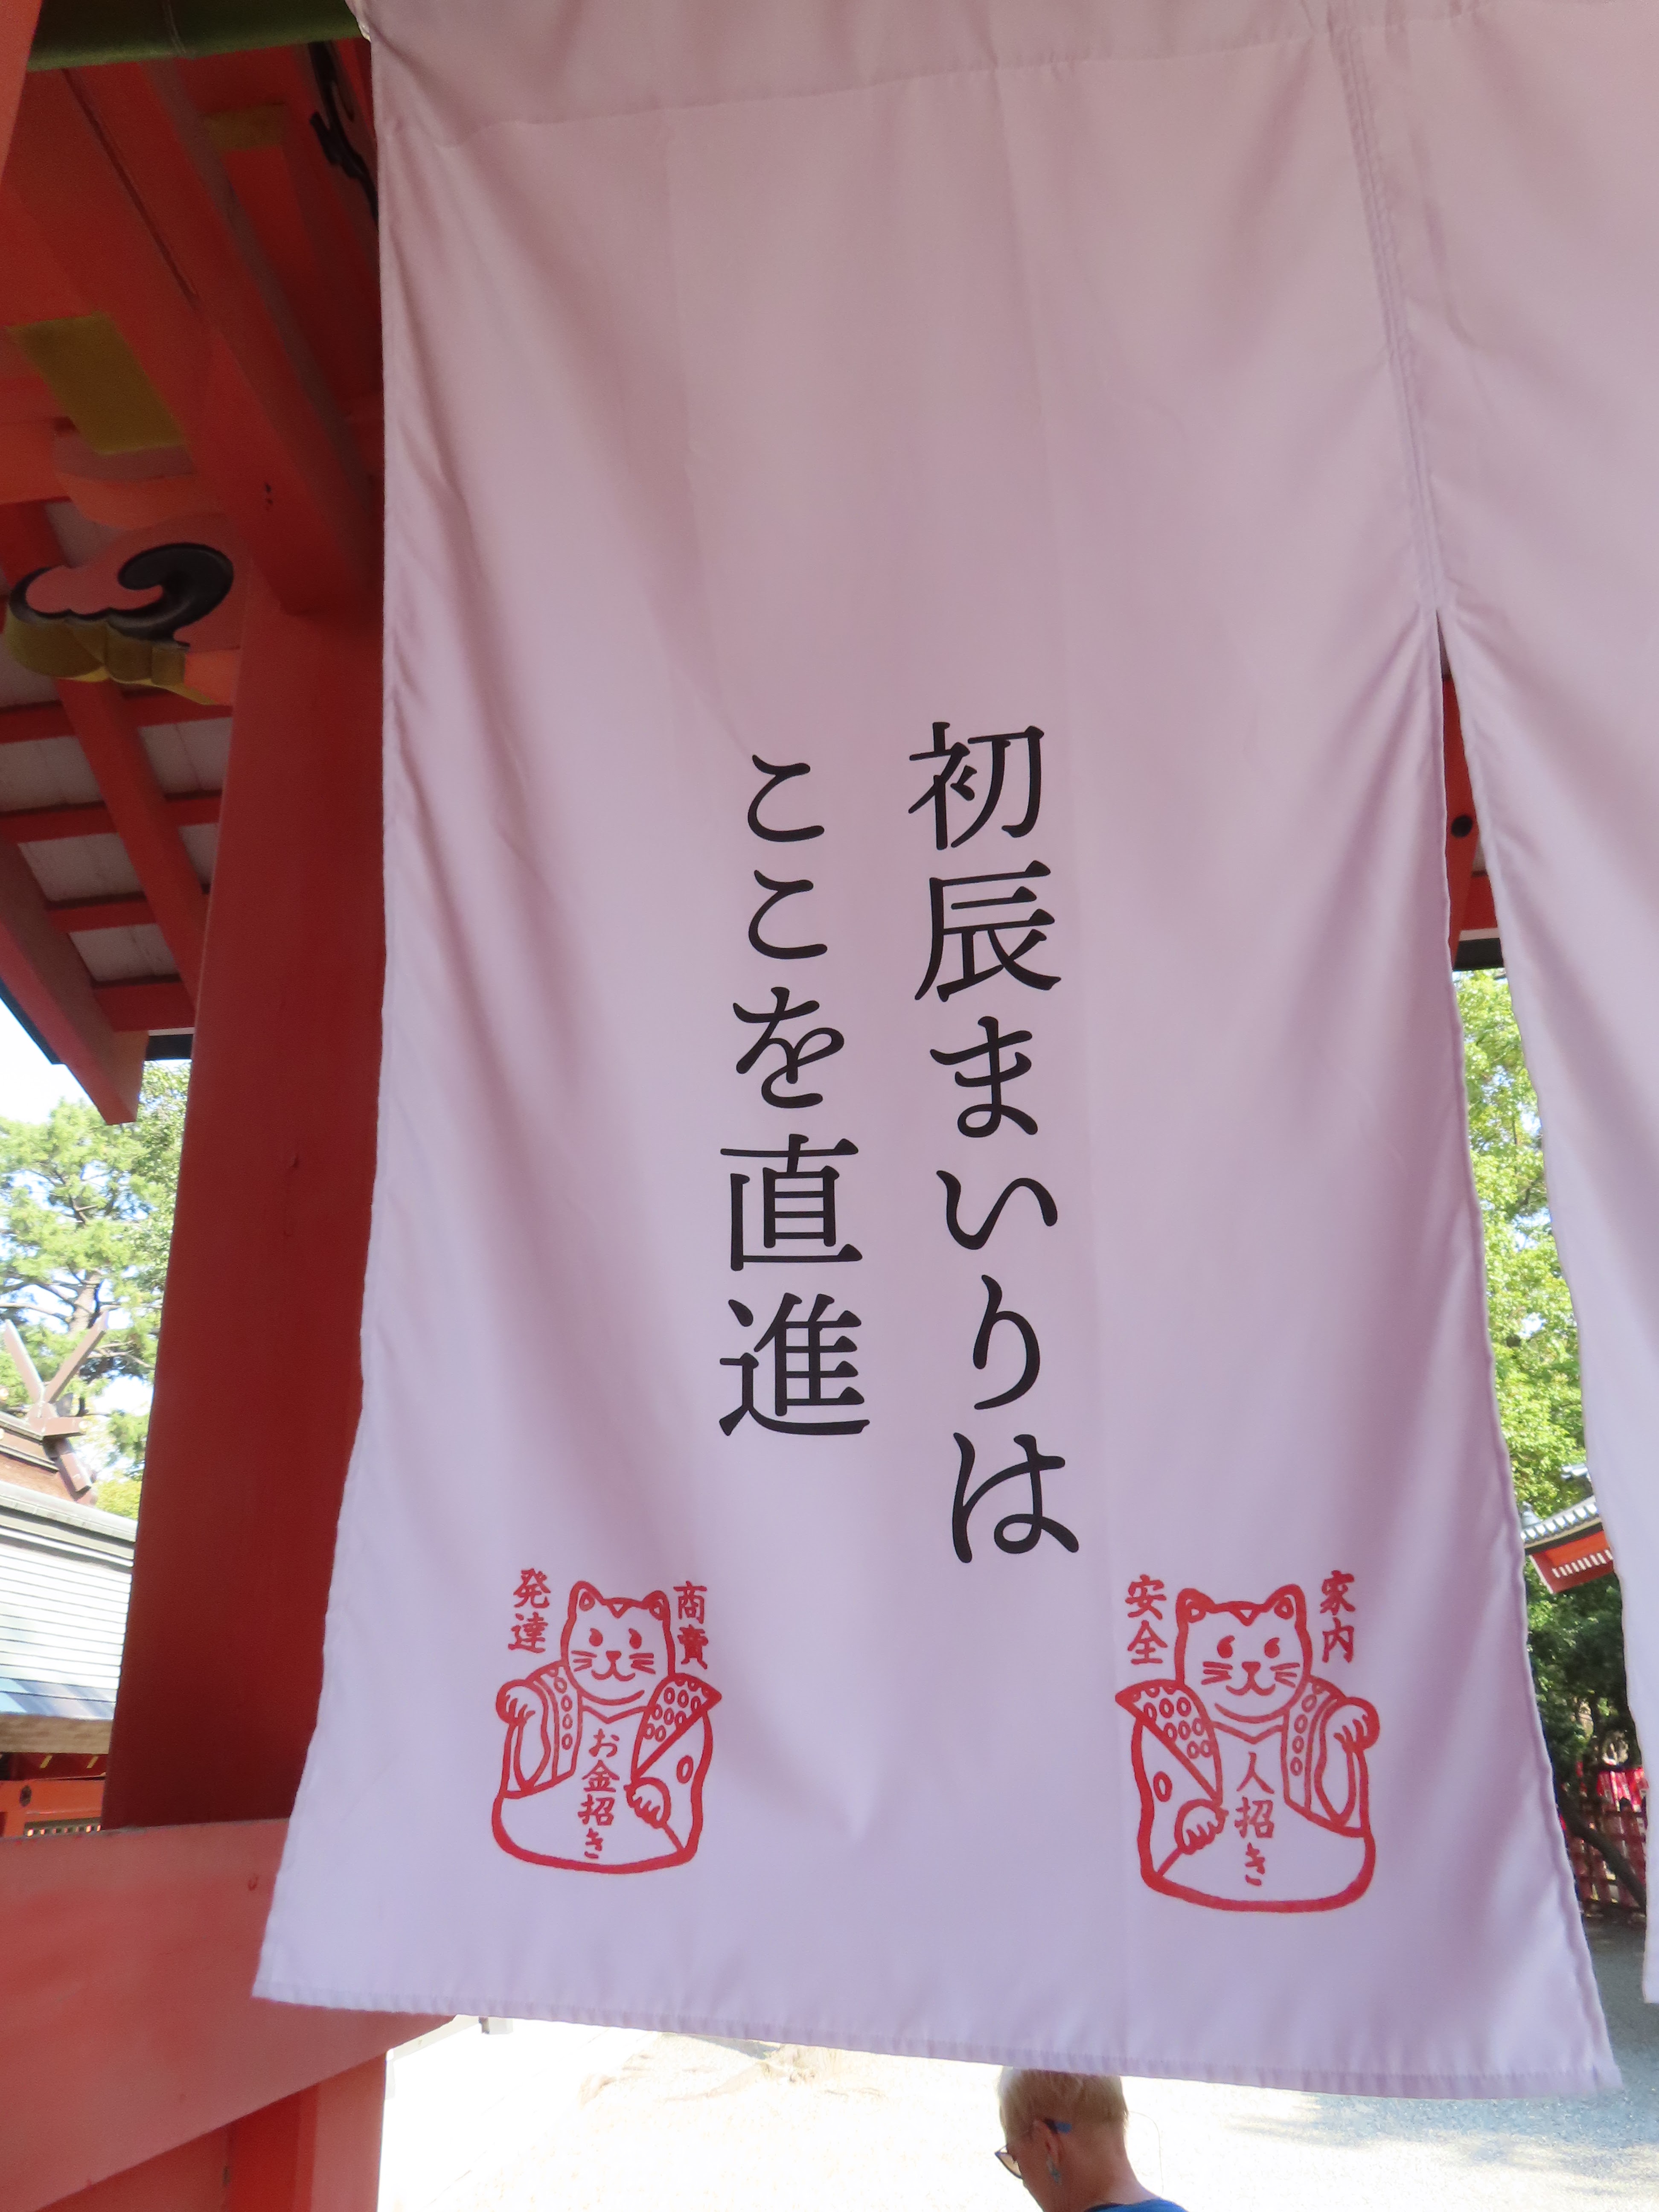 初辰まいりは
ここを直進
商賣
発達
お金招き
家内
安全
人招き